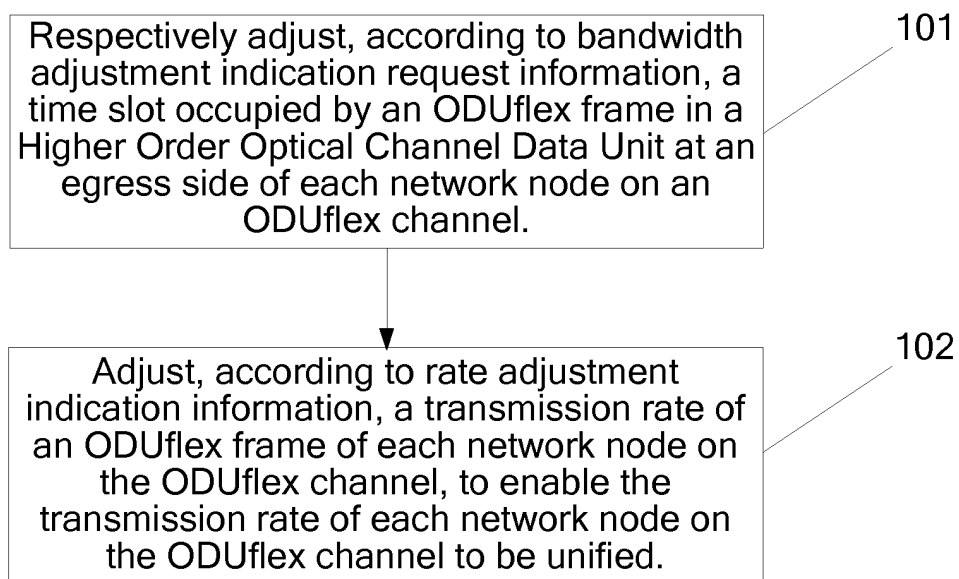 Respectively adjust, according to bandwidth
adjustment indication request information, a
time slot occupied by an ODUflex frame in a
Higher Order Optical Channel Data Unit at an
egress side of each network node on an
ODUflex channel.
101
Adjust, according to rate adjustment
indication information, a transmission rate of
an ODUflex frame of each network node on
the ODUflex channel, to enable the
transmission rate of each network node on
the ODUflex channel to be unified.
102